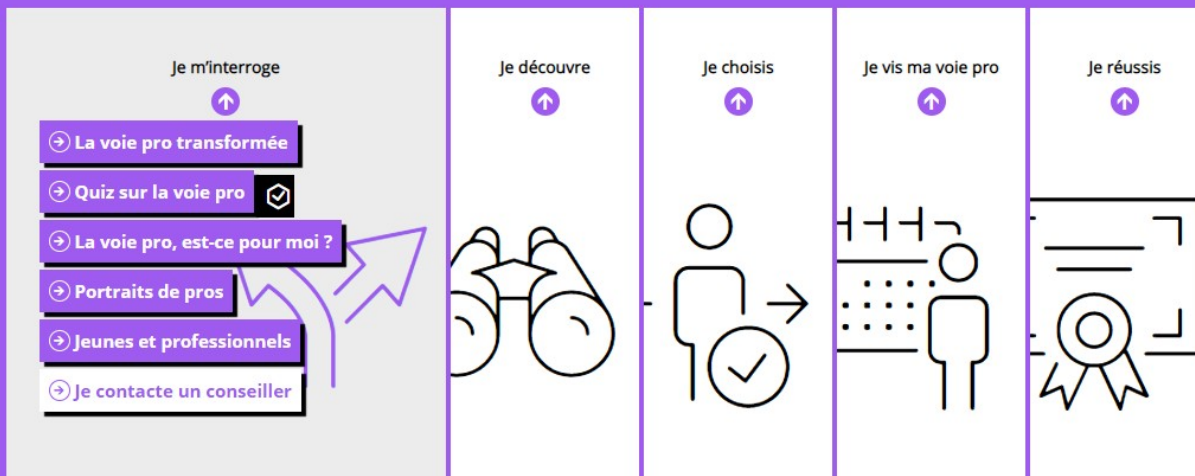 Je m'interroge
La voie pro transformée
Quiz sur la voie pro
La voie pro, est-ce pour moi ?
Portraits de pros
Jeunes et professionnels
Je contacte un conseiller
Je découvre
Je choisis
Je vis ma voie pro
Je réussis